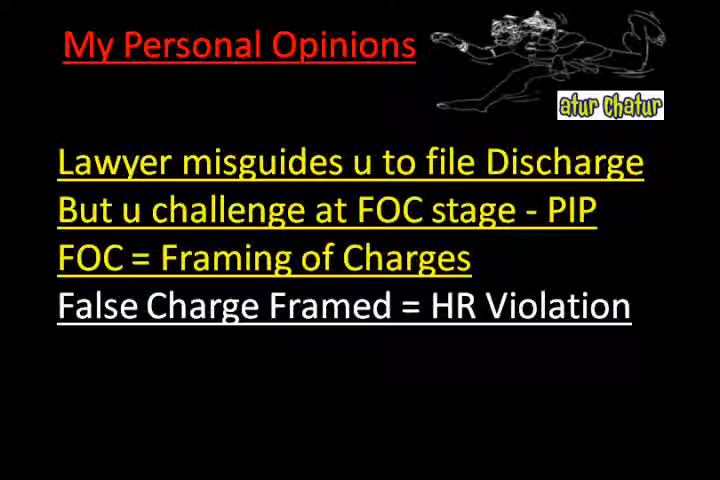 My Personal Opinions
atur chatur
Lawyer misguides u to file Discharge
But u challenge at FOC stage - PIP
FOC = Framing of Charges
False Charge Framed = HR Violation